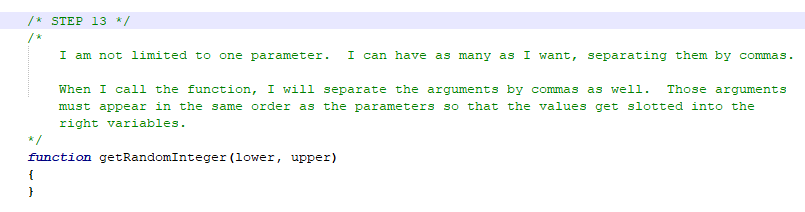 /* STEP 13 */
/*
I am not limited to one parameter.  I can have as many as I want, separating them by commas.
When I call the function, I will separate the arguments by commas as well.  Those arguments
must appear in the same order as the parameters so that the values get slotted into the
right variables.
*/
function getRandomInteger(lower, upper)
{
}